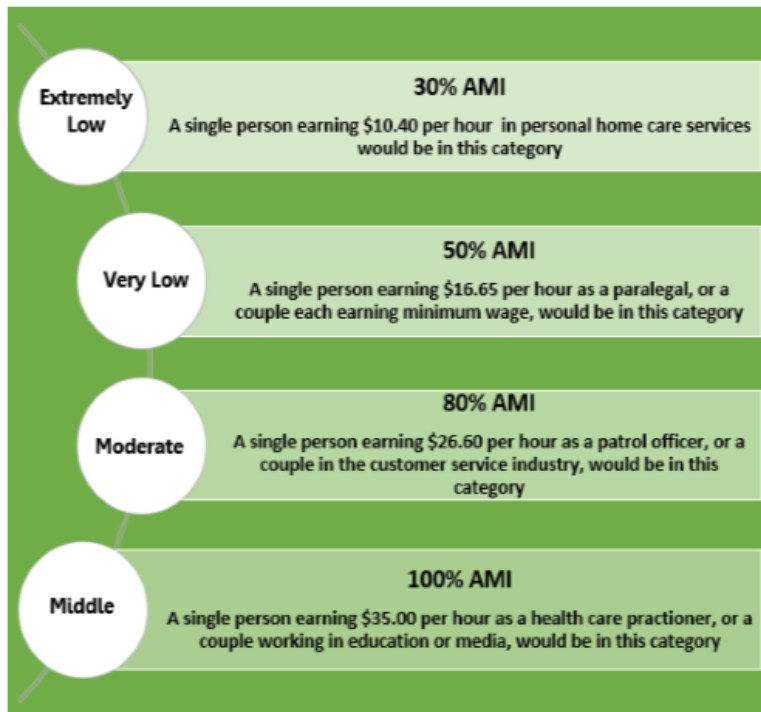 Extremely
Low
30% AMI
A single person earning $10.40 per hour in personal home care services
would be in this category
Very Low
50% AMI
A single person earning $16.65 per hour as a paralegal, or a
couple each earning minimum wage, would be in this category
Moderate
80% AMI
A single person earning $26.60 per hour as a patrol officer, or a
couple in the customer service industry, would be in this
category
Middle
100% AMI
A single person earning $35.00 per hour as a health care practioner, or a
couple working in education or media, would be in this category